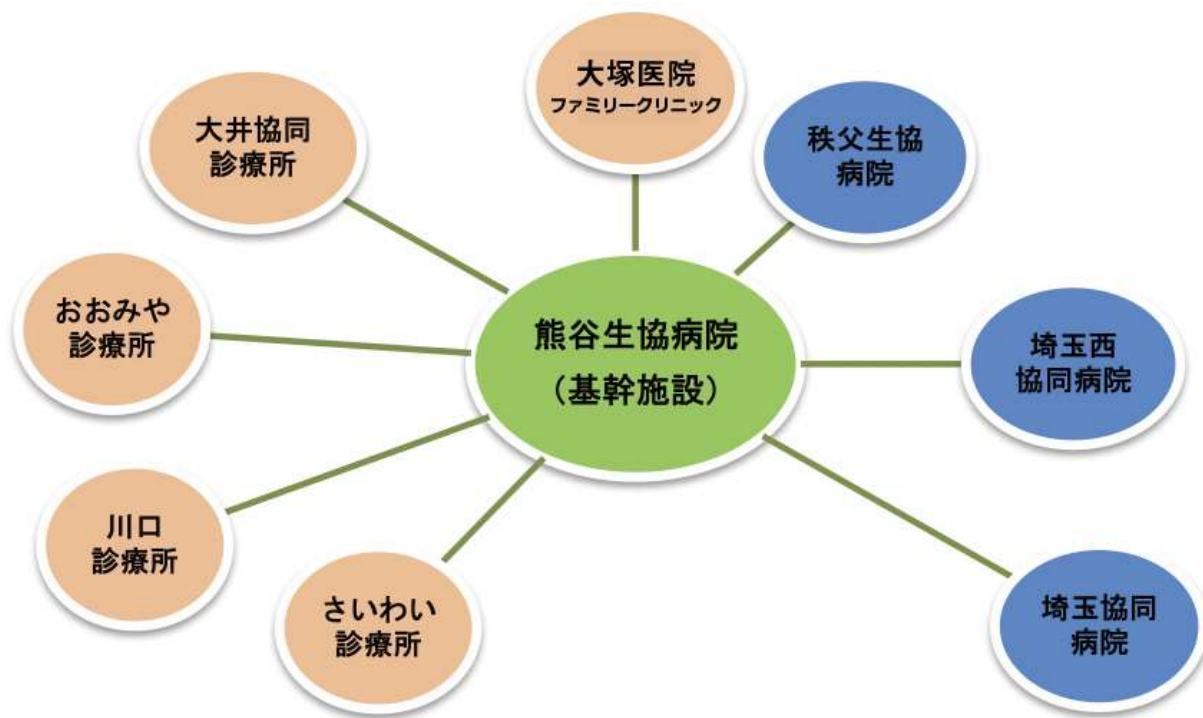 大塚医院
ファミリークリニック
大井協同
診療所
秩父生協
病院
おおみや
診療所
熊谷生協病院
（基幹施設）
埼玉西
協同病院
川口
診療所
さいわい
診療所
埼玉協同
病院